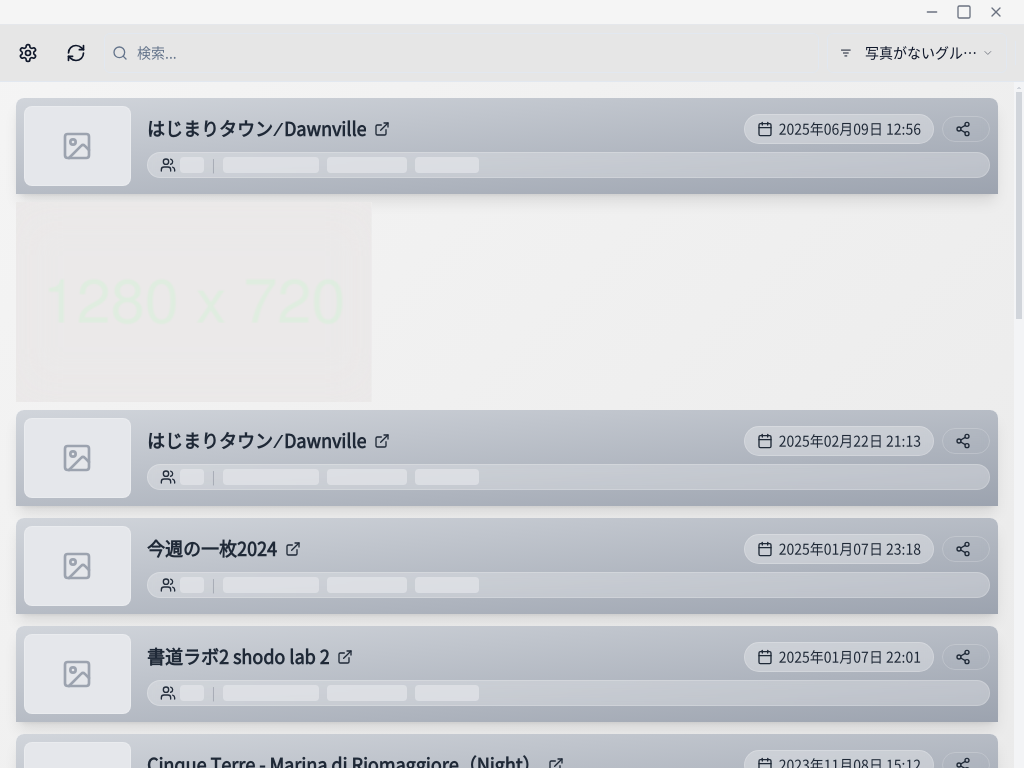 検索...
写真がないグル…
はじまりタウン⁄Dawnville
2025年06月09日 12:56
1280 x 720
はじまりタウン⁄Dawnville
2025年02月22日 21:13
今週の一枚2024
2025年01月07日 23:18
書道ラボ2 shodo lab 2
2025年01月07日 22:01
Cinque Terre - Marina di Riomaggiore（Night）
2023年11月08日 15:12